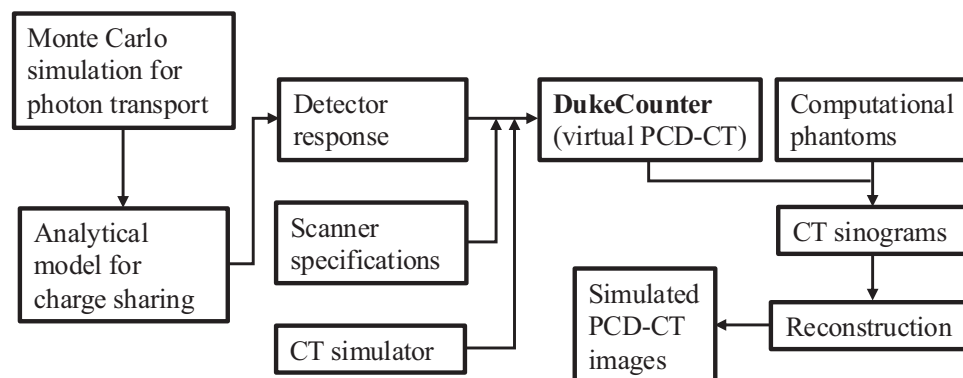 Monte Carlo
simulation for
photon transport
Analytical
model for
charge sharing
Detector
response
Scanner
specifications
CT simulator
DukeCounter
(virtual PCD-CT)
Computational
phantoms
CT sinograms
Reconstruction
Simulated
PCD-CT
images